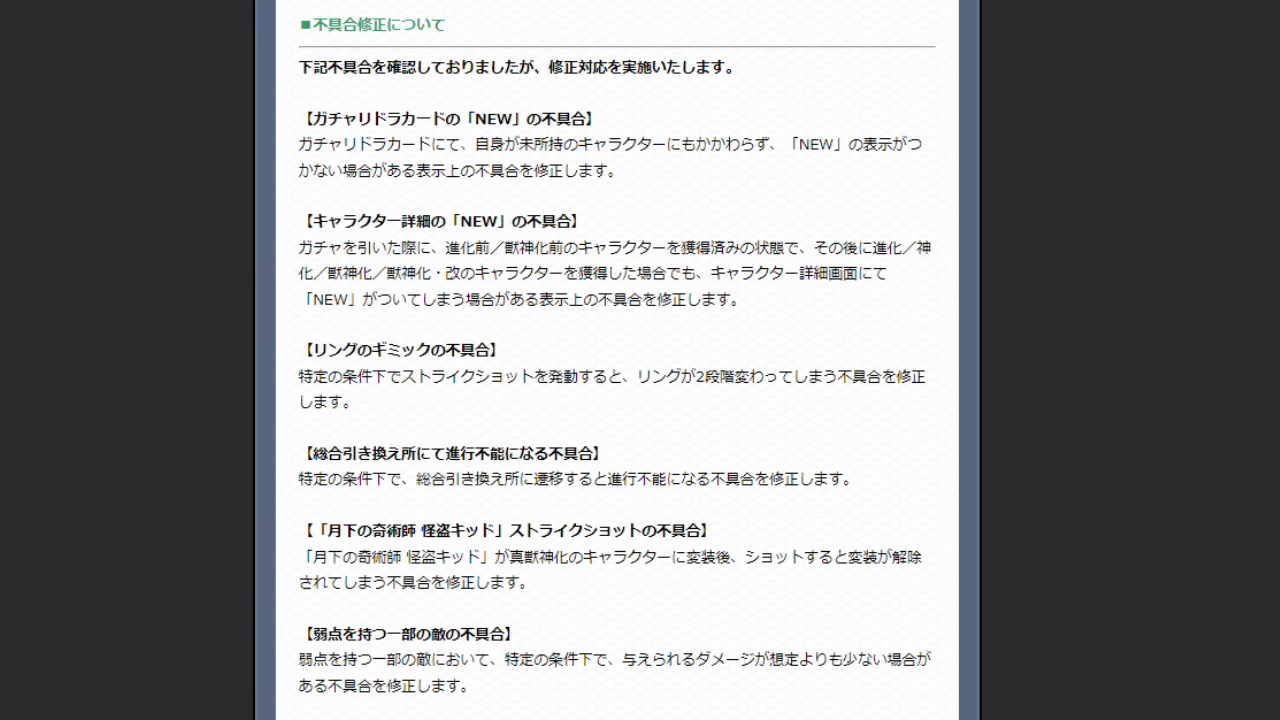 ■不具合修正について
下記不具合を確認しておりましたが、修正対応を実施いたします。
【ガチャリドラカードの「NEW」の不具合】
ガチャリドラカードにて、自身が未所持のキャラクターにもかかわらず、「NEW」の表示がつ
かない場合がある表示上の不具合を修正します。
【キャラクター詳細の「NEW」の不具合】
ガチャを引いた際に、進化前／獣神化前のキャラクターを獲得済みの状態で、その後に進化／神
化／獣神化／獣神化・改のキャラクターを獲得した場合でも、キャラクター詳細画面にて
「NEW」がついてしまう場合がある表示上の不具合を修正します。
【リングのギミックの不具合】
特定の条件下でストライクショットを発動すると、リングが2段階変わってしまう不具合を修正
します。
【総合引き換え所にて進行不能になる不具合】
特定の条件下で、総合引き換え所に遷移すると進行不能になる不具合を修正します。
【「月下の奇術師 怪盗キッド」ストライクショットの不具合】
「月下の奇術師 怪盗キッド」が真獣神化のキャラクターに変装後、ショットすると変装が解除
されてしまう不具合を修正します。
【弱点を持つ一部の敵の不具合】
弱点を持つ一部の敵において、特定の条件下で、与えられるダメージが想定よりも少ない場合が
ある不具合を修正します。